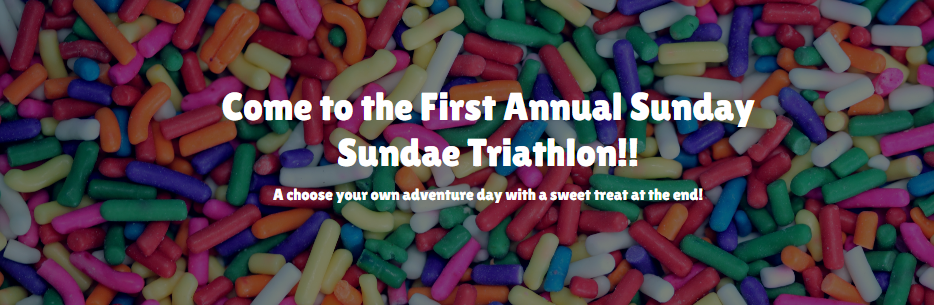 Come to the First Annual Sunday
Sundae Triathlon!!
A choose your own adventure day with a sweet treat at the end!